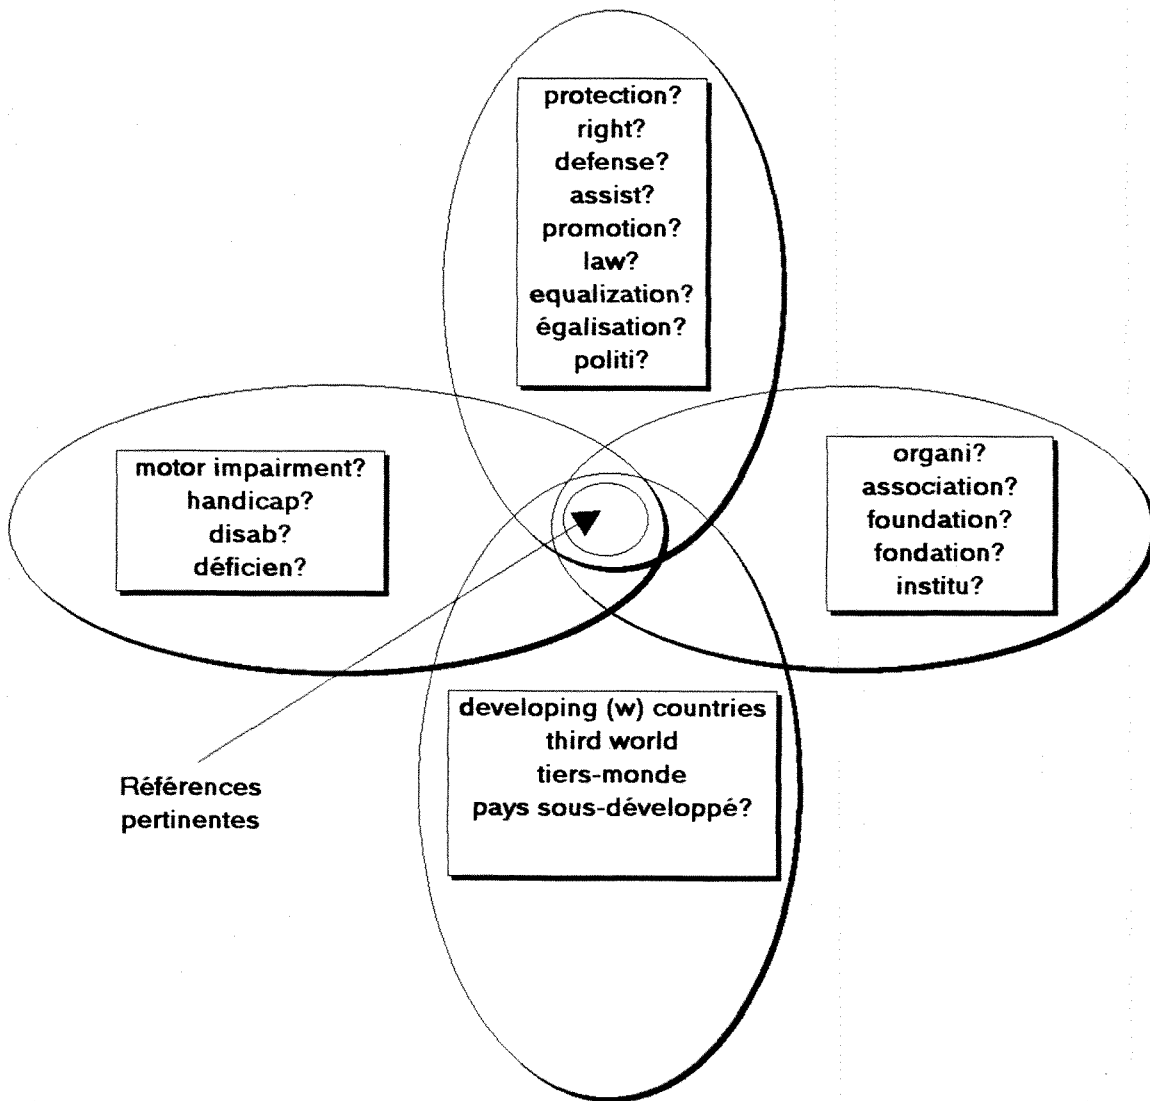 protection?
right?
defense?
assist?
promotion?
law?
equalization?
égalisation?
politi?
motor impairment?
handicap?
disab?
déficien?
organi?
association?
foundation?
fondation?
institu?
developing (w) countries
third world
tiers-monde
pays sous-développé?
Références
pertinentes